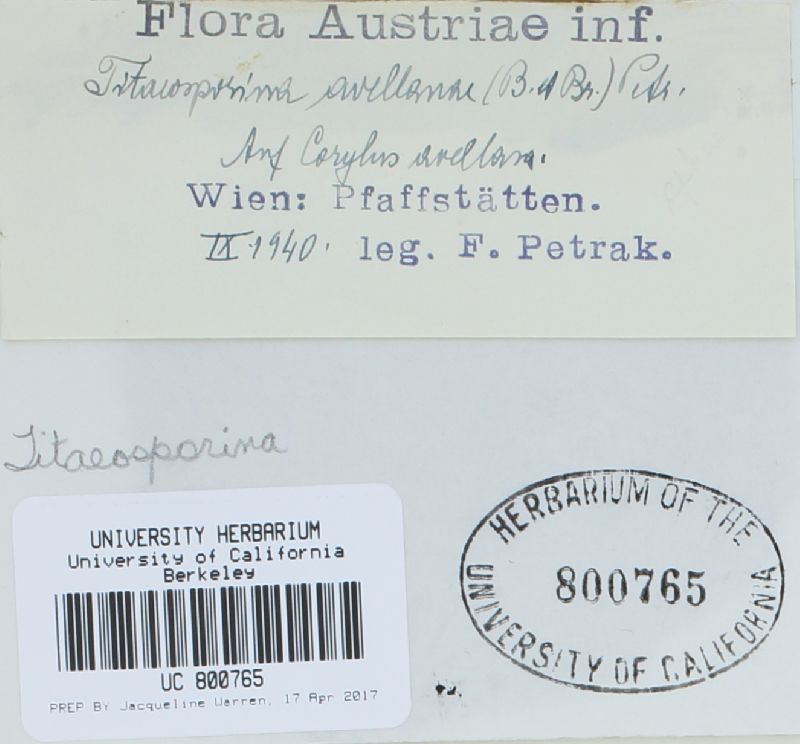 Flora Austriae inf.
Titaeosporina avellanae (B. et Br.) Petr.
Auf Corylus avellan.
Wien: Pfaffstätten.
IX 1940. leg. F. Petrak.
Titaeosporina
UNIVERSITY HERBARIUM
University of California
Berkeley
UC 800765
PREP BY Jacqueline Warren, 17 Apr 2017
HERBARIUM OF THE
800765
UNIVERSITY OF CALIFORNIA